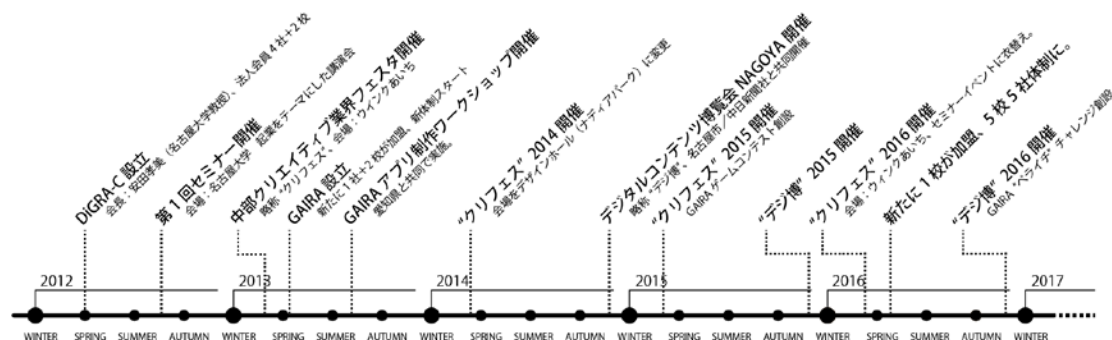 DiGRA-C 設立
会長：安田孝美（名古屋大学教授）、法人会員 4 社+2 校
第 1 回セミナー開催
会場：名古屋大学　起業をテーマにした講演会
中部クリエイティブ業界フェスタ開催
略称“クリフェス”、会場：ウインクあいち
GAIRA 設立
新たに 1 社+2 校が加盟、新体制スタート
GAIRA アプリ制作ワークショップ開催
愛知県と共同で実施。
“クリフェス” 2014 開催
会場をデザインホール（ナディアパーク）に変更
デジタルコンテンツ博覧会 NAGOYA 開催
略称“デジ博”、名古屋市／中日新聞社と共同開催
“クリフェス” 2015 開催
GAIRA ゲームコンテスト創設
“デジ博” 2015 開催
“クリフェス” 2016 開催
会場：ウィンクあいち、セミナーイベントに衣替え。
新たに 1 校が加盟、5 校 5 社体制に。
“デジ博” 2016 開催
GAIRA “ペライチ” チャレンジ創設
2012 2013 2014 2015 2016 2017
WINTER SPRING SUMMER AUTUMN WINTER SPRING SUMMER AUTUMN WINTER SPRING SUMMER AUTUMN WINTER SPRING SUMMER AUTUMN WINTER SPRING SUMMER AUTUMN WINTER